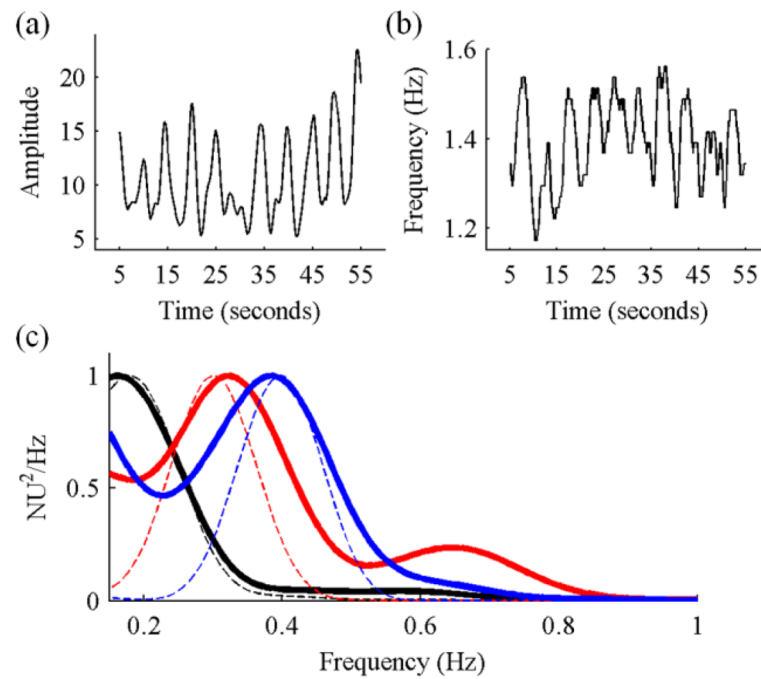 (a)
20
15
10
5
Amplitude
5 15 25 35 45 55
Time (seconds)
(b)
1.6
1.4
1.2
Frequency (Hz)
5 15 25 35 45 55
Time (seconds)
(c)
1
0.5
0
NU²/Hz
0.2 0.4 0.6 0.8 1
Frequency (Hz)